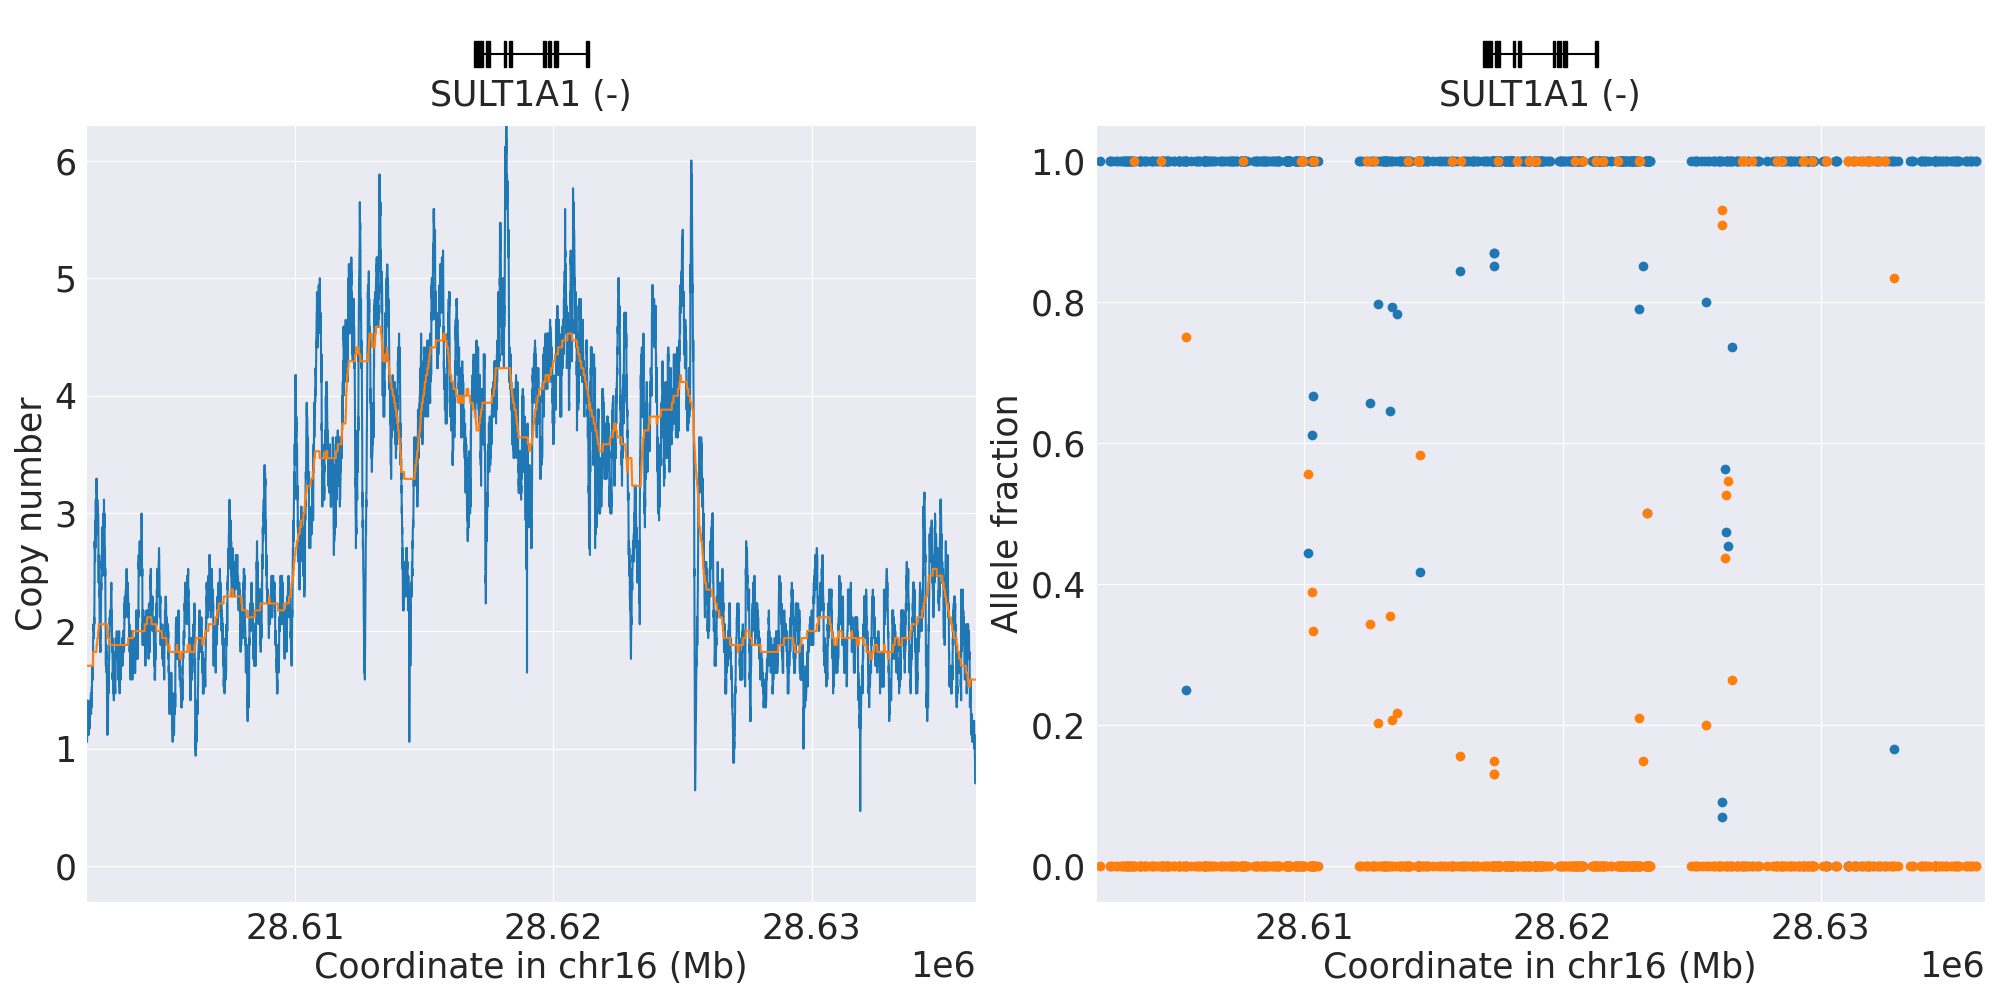 SULT1A1 (-)
6
5
4
3
2
1
0
Copy number
28.61
28.62
28.63
Coordinate in chr16 (Mb)
1e6
SULT1A1 (-)
1.0
0.8
0.6
0.4
0.2
0.0
Allele fraction
28.61
28.62
28.63
Coordinate in chr16 (Mb)
1e6